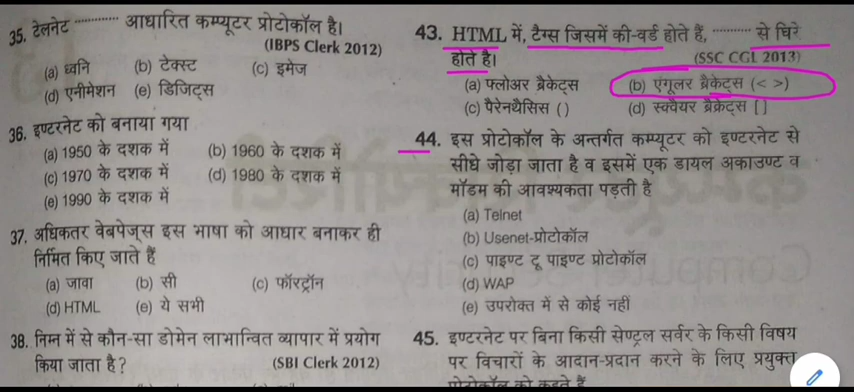 35. टेलनेट ............ आधारित कम्प्यूटर प्रोटोकॉल है।
(IBPS Clerk 2012)
(a) ध्वनि (b) टेक्स्ट (c) इमेज
(d) एनीमेशन (e) डिजिट्स
36. इण्टरनेट को बनाया गया
(a) 1950 के दशक में (b) 1960 के दशक में
(c) 1970 के दशक में (d) 1980 के दशक में
(e) 1990 के दशक में
37. अधिकतर वेबपेज्स इस भाषा को आधार बनाकर ही
निर्मित किए जाते हैं
(a) जावा (b) सी (c) फॉरट्रॉन
(d) HTML (e) ये सभी
38. निम्न में से कौन-सा डोमेन लाभान्वित व्यापार में प्रयोग
किया जाता है? (SBI Clerk 2012)
43. HTML में, टैग्स जिसमें की-वर्ड होते हैं, ........... से घिरे
होते है। (SSC CGL 2013)
(a) फ्लोअर ब्रैकेट्स (b) एंगूलर ब्रैकेट्स (< >)
(c) पैरेनथैसिस ( ) (d) स्क्वैयर ब्रैकेट्स [ ]
44. इस प्रोटोकॉल के अन्तर्गत कम्प्यूटर को इण्टरनेट से
सीधे जोड़ा जाता है व इसमें एक डायल अकाउण्ट व
मॉडम की आवश्यकता पड़ती है
(a) Telnet
(b) Usenet-प्रोटोकॉल
(c) पाइण्ट टू पाइण्ट प्रोटोकॉल
(d) WAP
(e) उपरोक्त में से कोई नहीं
45. इण्टरनेट पर बिना किसी सेण्ट्रल सर्वर के किसी विषय
पर विचारों के आदान-प्रदान करने के लिए प्रयुक्त
प्रोटोकॉल को कहते हैं